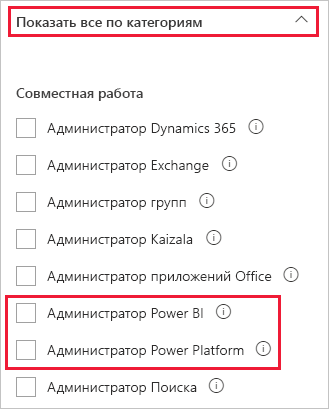 Показать все по категориям
Совместная работа
Администратор Dynamics 365
Администратор Exchange
Администратор групп
Администратор Kaizala
Администратор приложений Office
Администратор Power BI
Администратор Power Platform
Администратор Поиска